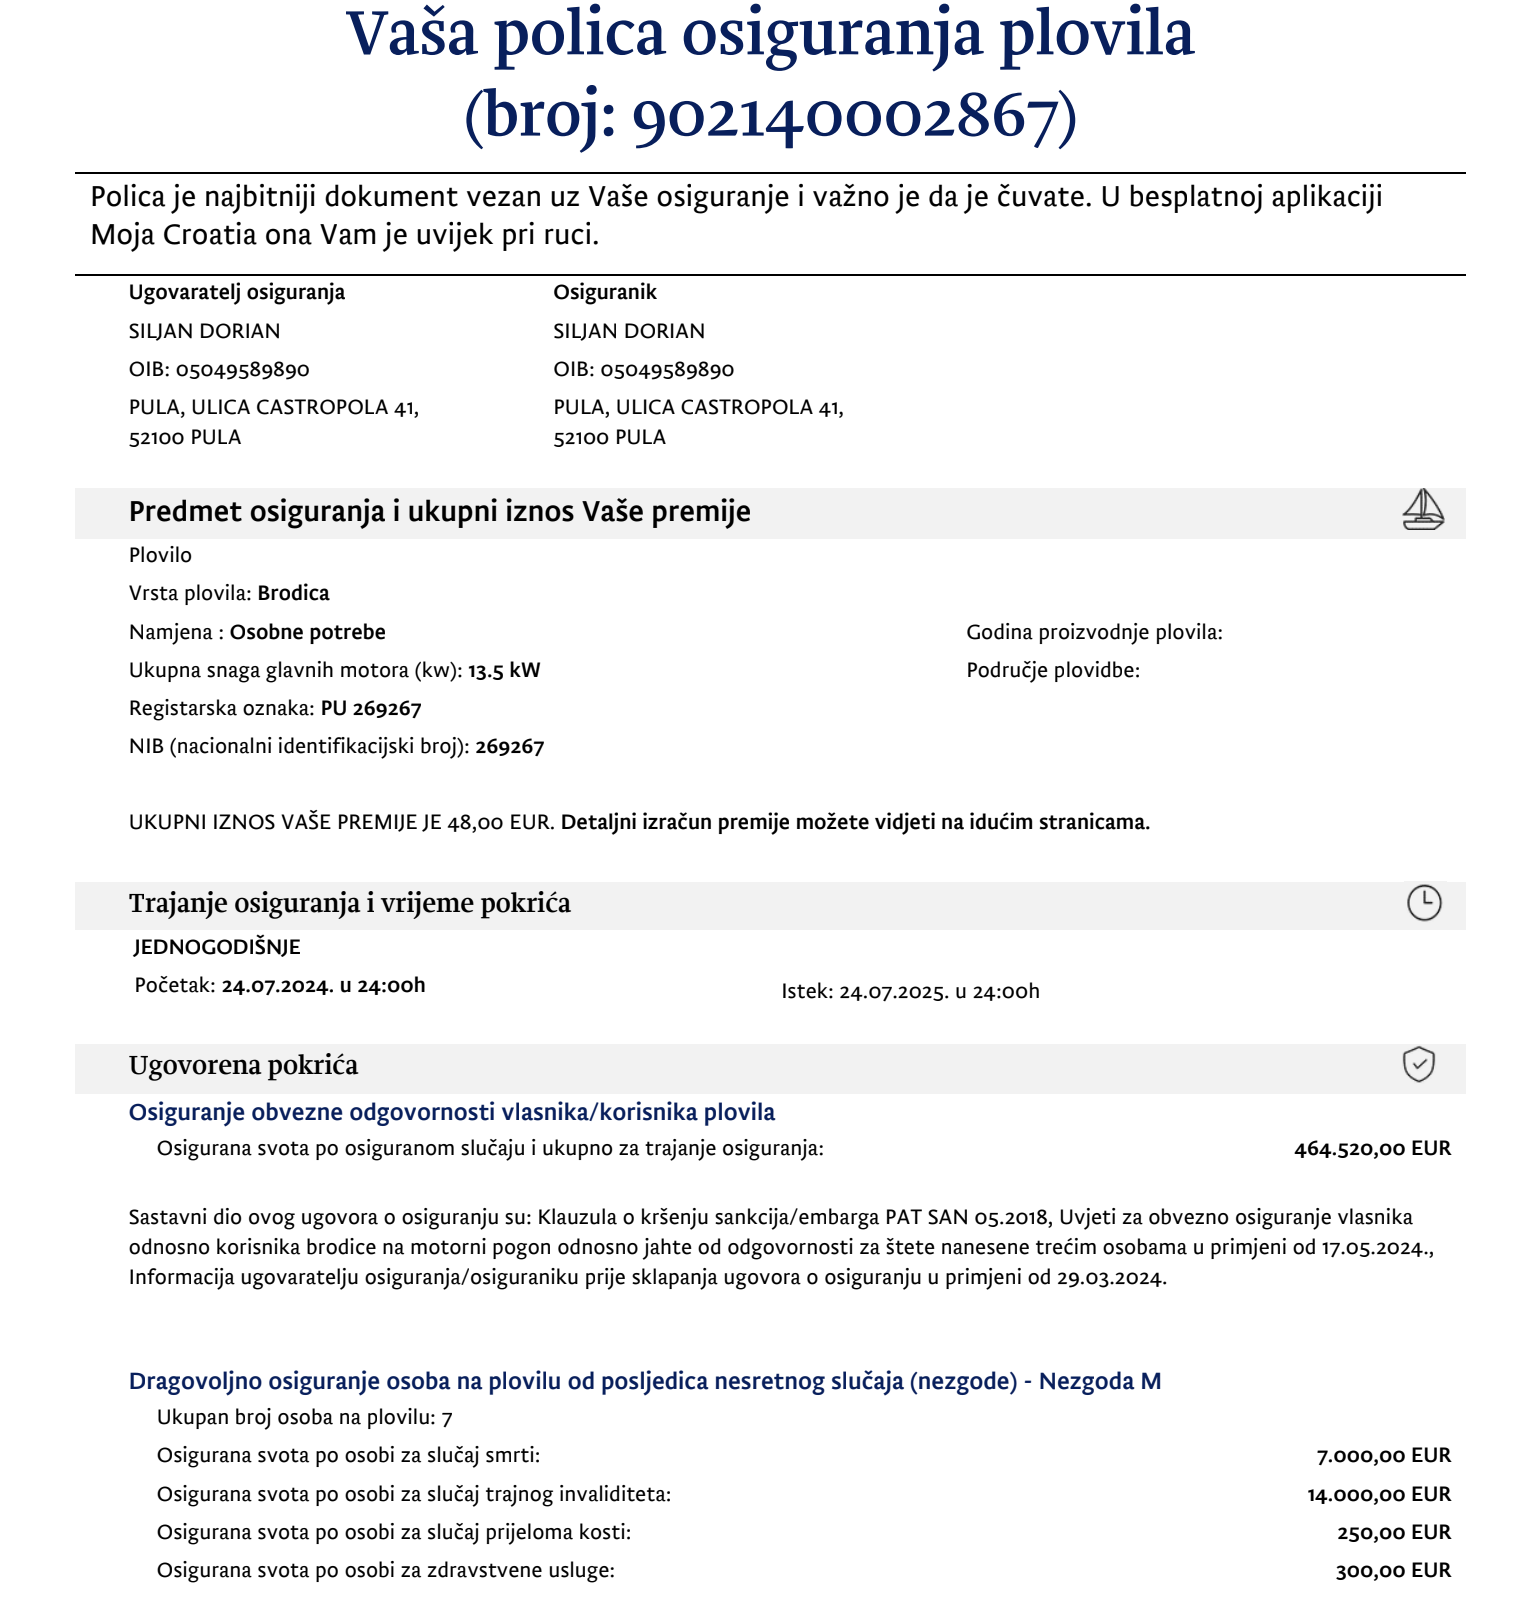 Vaša polica osiguranja plovila
(broj: 902140002867)
Polica je najbitniji dokument vezan uz Vaše osiguranje i važno je da je čuvate. U besplatnoj aplikaciji
Moja Croatia ona Vam je uvijek pri ruci.
Ugovaratelj osiguranja
SILJAN DORIAN
OIB: 05049589890
PULA, ULICA CASTROPOLA 41,
52100 PULA
Osiguranik
SILJAN DORIAN
OIB: 05049589890
PULA, ULICA CASTROPOLA 41,
52100 PULA
Predmet osiguranja i ukupni iznos Vaše premije
Plovilo
Vrsta plovila: Brodica
Namjena : Osobne potrebe
Godina proizvodnje plovila:
Ukupna snaga glavnih motora (kw): 13.5 kW
Područje plovidbe:
Registarska oznaka: PU 269267
NIB (nacionalni identifikacijski broj): 269267
UKUPNI IZNOS VAŠE PREMIJE JE 48,00 EUR. Detaljni izračun premije možete vidjeti na idućim stranicama.
Trajanje osiguranja i vrijeme pokrića
JEDNOGODIŠNJE
Početak: 24.07.2024. u 24:00h
Istek: 24.07.2025. u 24:00h
Ugovorena pokrića
Osiguranje obvezne odgovornosti vlasnika/korisnika plovila
Osigurana svota po osiguranom slučaju i ukupno za trajanje osiguranja: 464.520,00 EUR
Sastavni dio ovog ugovora o osiguranju su: Klauzula o kršenju sankcija/embarga PAT SAN 05.2018, Uvjeti za obvezno osiguranje vlasnika
odnosno korisnika brodice na motorni pogon odnosno jahte od odgovornosti za štete nanesene trećim osobama u primjeni od 17.05.2024.,
Informacija ugovaratelju osiguranja/osiguraniku prije sklapanja ugovora o osiguranju u primjeni od 29.03.2024.
Dragovoljno osiguranje osoba na plovilu od posljedica nesretnog slučaja (nezgode) - Nezgoda M
Ukupan broj osoba na plovilu: 7
Osigurana svota po osobi za slučaj smrti: 7.000,00 EUR
Osigurana svota po osobi za slučaj trajnog invaliditeta: 14.000,00 EUR
Osigurana svota po osobi za slučaj prijeloma kosti: 250,00 EUR
Osigurana svota po osobi za zdravstvene usluge: 300,00 EUR